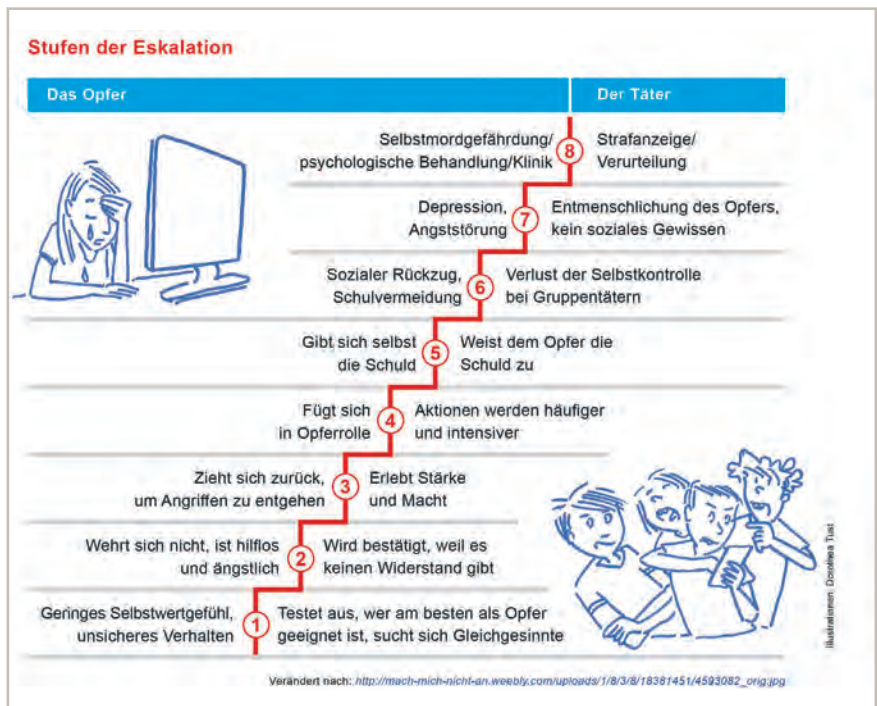 Stufen der Eskalation
Das Opfer
Der Täter
Selbstmordgefährdung/
psychologische Behandlung/Klinik
8
Strafanzeige/
Verurteilung
Depression,
Angststörung
7
Entmenschlichung des Opfers,
kein soziales Gewissen
Sozialer Rückzug,
Schulvermeidung
6
Verlust der Selbstkontrolle
bei Gruppentätern
Gibt sich selbst
die Schuld
5
Weist dem Opfer die
Schuld zu
Fügt sich
in Opferrolle
4
Aktionen werden häufiger
und intensiver
Zieht sich zurück,
um Angriffen zu entgehen
3
Erlebt Stärke
und Macht
Wehrt sich nicht, ist hilflos
und ängstlich
2
Wird bestätigt, weil es
keinen Widerstand gibt
Geringes Selbstwertgefühl,
unsicheres Verhalten
1
Testet aus, wer am besten als Opfer
geeignet ist, sucht sich Gleichgesinnte
Illustrationen: Dorothea Tust
Verändert nach: http://mach-mich-nicht-an.weebly.com/uploads/1/8/3/8/18381451/4593082_orig.jpg